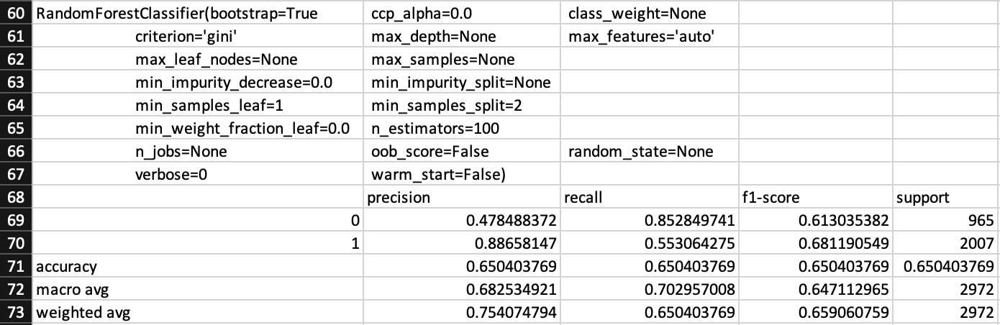 60 RandomForestClassifier(bootstrap=True ccp_alpha=0.0 class_weight=None
61 criterion='gini' max_depth=None max_features='auto'
62 max_leaf_nodes=None max_samples=None
63 min_impurity_decrease=0.0 min_impurity_split=None
64 min_samples_leaf=1 min_samples_split=2
65 min_weight_fraction_leaf=0.0 n_estimators=100
66 n_jobs=None oob_score=False random_state=None
67 verbose=0 warm_start=False)
68 precision recall f1-score support
69 0 0.478488372 0.852849741 0.613035382 965
70 1 0.88658147 0.553064275 0.681190549 2007
71 accuracy 0.650403769 0.650403769 0.650403769 0.650403769
72 macro avg 0.682534921 0.702957008 0.647112965 2972
73 weighted avg 0.754074794 0.650403769 0.659060759 2972